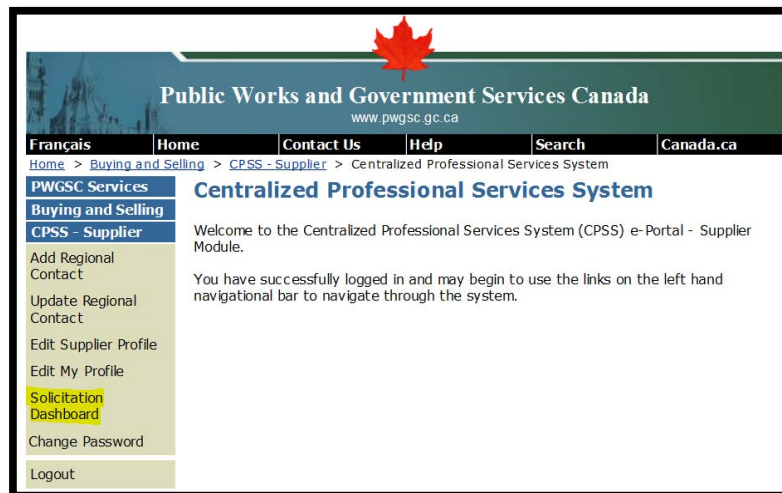 Public Works and Government Services Canada
www.pwgsc.gc.ca
Français Home Contact Us Help Search Canada.ca
Home > Buying and Selling > CPSS - Supplier > Centralized Professional Services System
PWGSC Services
Buying and Selling
CPSS - Supplier
Add Regional
Contact
Update Regional
Contact
Edit Supplier Profile
Edit My Profile
Solicitation
Dashboard
Change Password
Logout
Centralized Professional Services System
Welcome to the Centralized Professional Services System (CPSS) e-Portal - Supplier
Module.
You have successfully logged in and may begin to use the links on the left hand
navigational bar to navigate through the system.